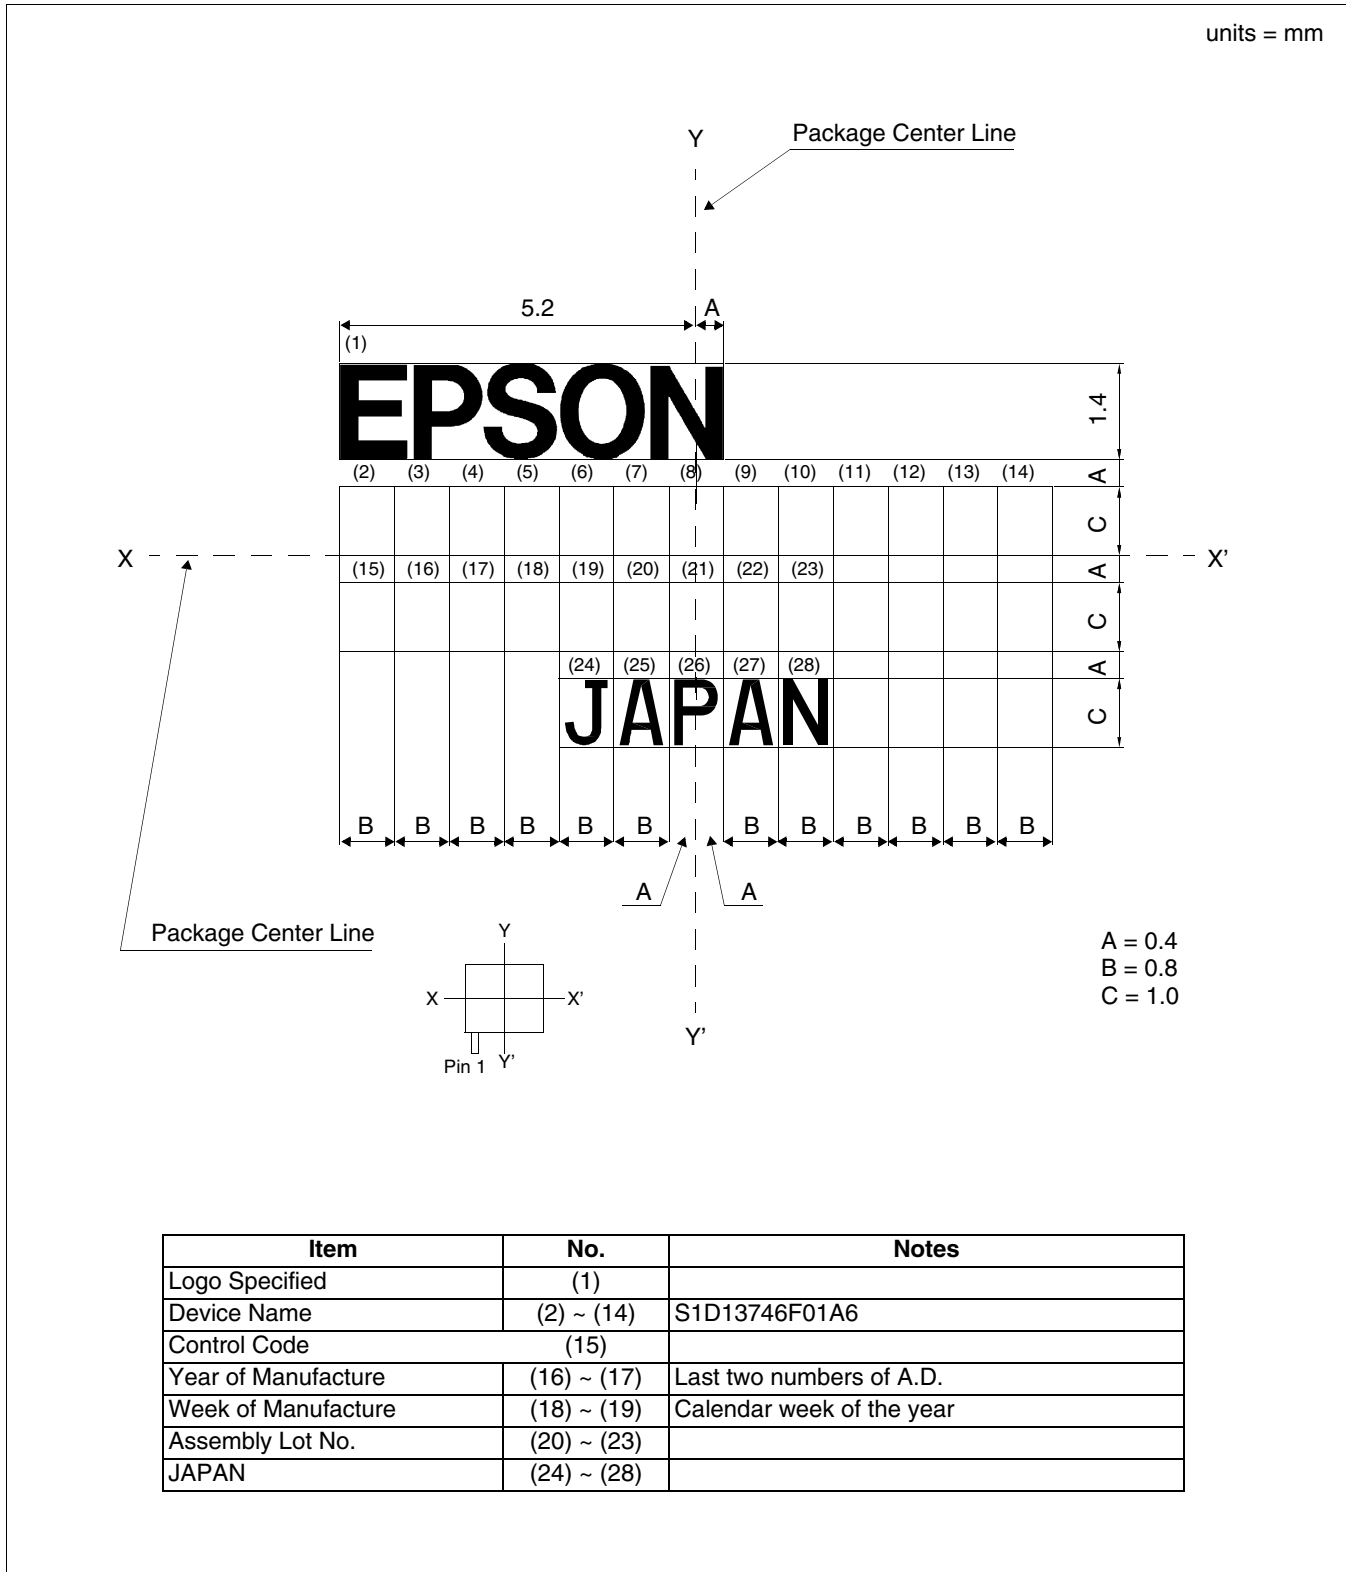 units = mm
Y Package Center Line
5.2 A
(1)
EPSON
1.4
(2) (3) (4) (5) (6) (7) (8) (9) (10) (11) (12) (13) (14) A
C
X X’
(15) (16) (17) (18) (19) (20) (21) (22) (23) A
C
(24) (25) (26) (27) (28) A
JAPAN C
B B B B B B B B B B B B
A A
Package Center Line
Y
X X’
Pin 1 Y’
Y’
A = 0.4
B = 0.8
C = 1.0
Item No. Notes
Logo Specified (1)
Device Name (2) ~ (14) S1D13746F01A6
Control Code (15)
Year of Manufacture (16) ~ (17) Last two numbers of A.D.
Week of Manufacture (18) ~ (19) Calendar week of the year
Assembly Lot No. (20) ~ (23)
JAPAN (24) ~ (28)